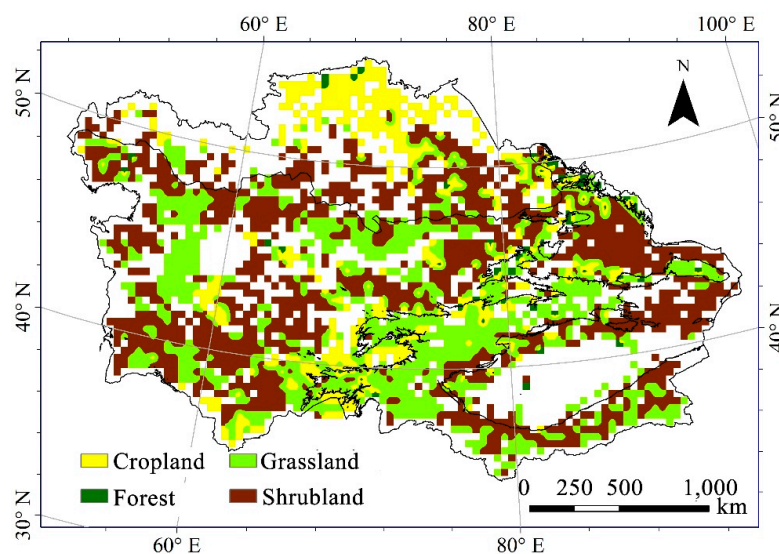 60° E 80° E 100° E
50° N
50° N
N
40° N
40° N
30° N
Cropland Grassland
Forest Shrubland
0 250 500 1,000
km
60° E 80° E